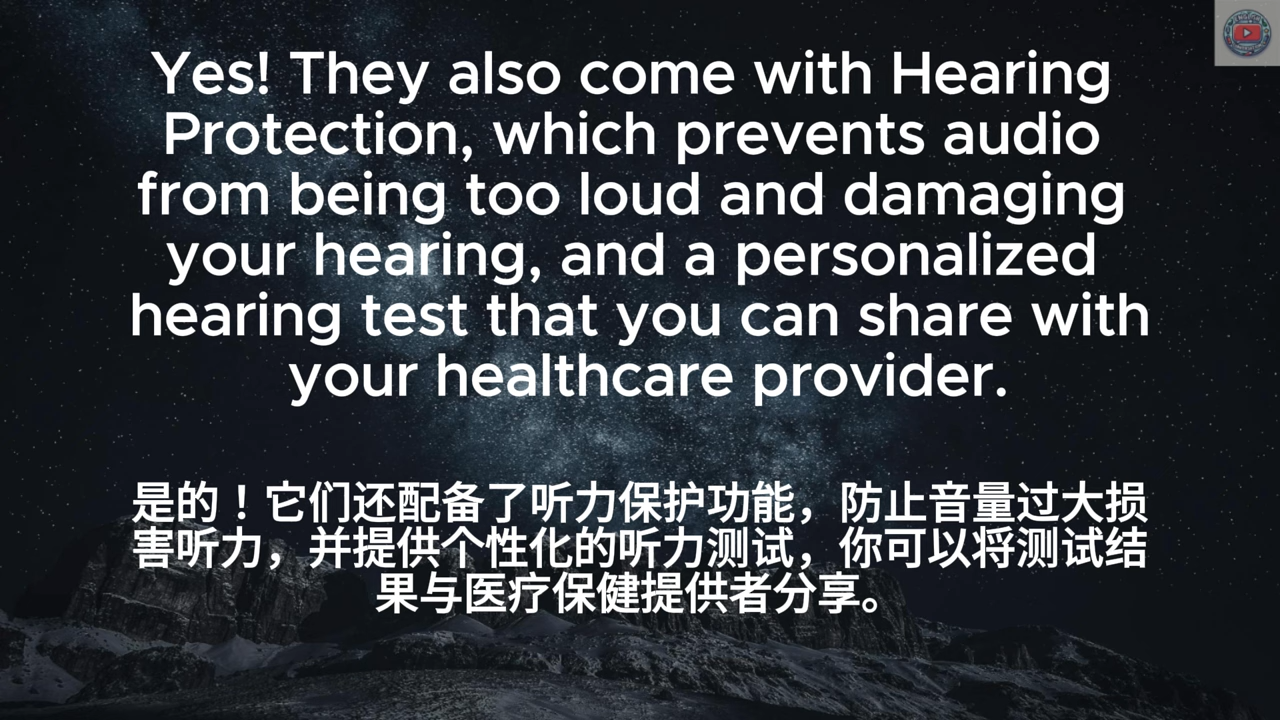 Yes! They also come with Hearing
Protection, which prevents audio
from being too loud and damaging
your hearing, and a personalized
hearing test that you can share with
your healthcare provider.
是的！它们还配备了听力保护功能，防止音量过大损
害听力，并提供个性化的听力测试，你可以将测试结
果与医疗保健提供者分享。